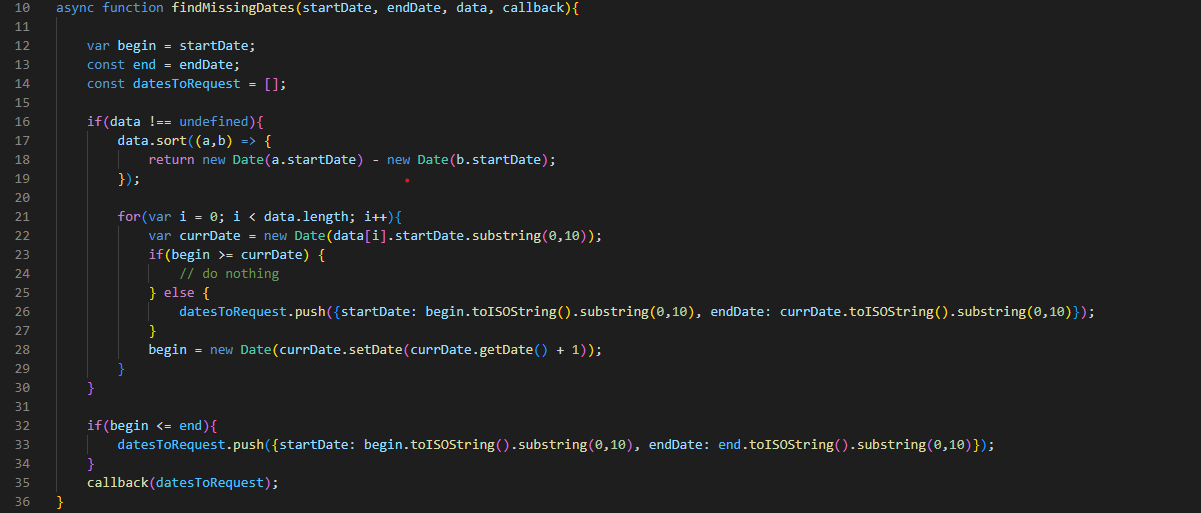 10 async function findMissingDates(startDate, endDate, data, callback){
11
12 var begin = startDate;
13 const end = endDate;
14 const datesToRequest = [];
15
16 if(data !== undefined){
17 data.sort((a,b) => {
18 return new Date(a.startDate) - new Date(b.startDate);
19 });
20
21 for(var i = 0; i < data.length; i++){
22 var currDate = new Date(data[i].startDate.substring(0,10));
23 if(begin >= currDate) {
24 // do nothing
25 } else {
26 datesToRequest.push({startDate: begin.toISOString().substring(0,10), endDate: currDate.toISOString().substring(0,10)});
27 }
28 begin = new Date(currDate.setDate(currDate.getDate() + 1));
29 }
30 }
31
32 if(begin <= end){
33 datesToRequest.push({startDate: begin.toISOString().substring(0,10), endDate: end.toISOString().substring(0,10)});
34 }
35 callback(datesToRequest);
36 }